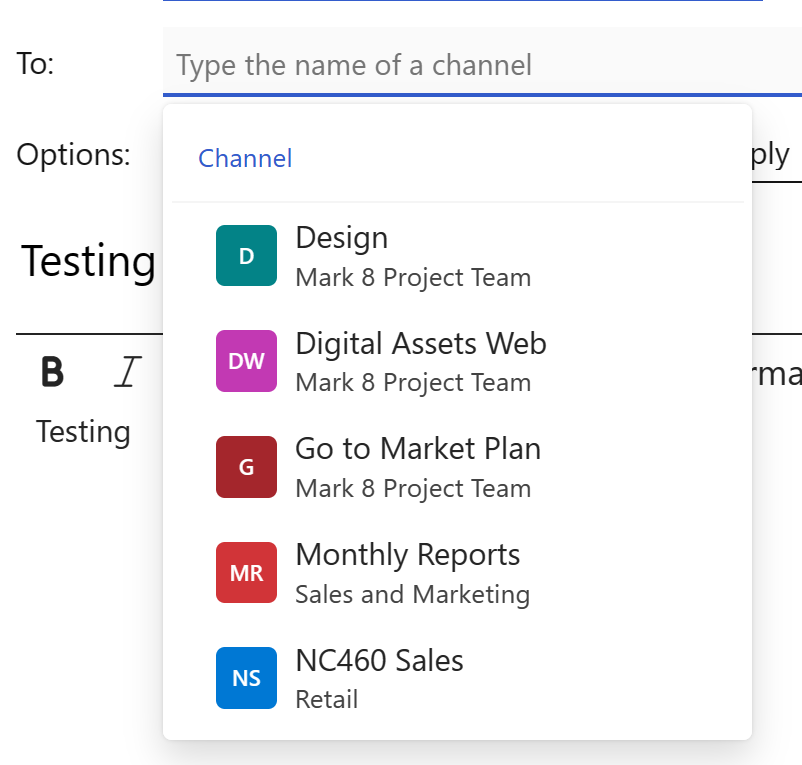 To:
Type the name of a channel
Options:
Channel
Testing
D
Design
Mark 8 Project Team
DW
Digital Assets Web
Mark 8 Project Team
B I
Testing
G
Go to Market Plan
Mark 8 Project Team
MR
Monthly Reports
Sales and Marketing
NS
NC460 Sales
Retail